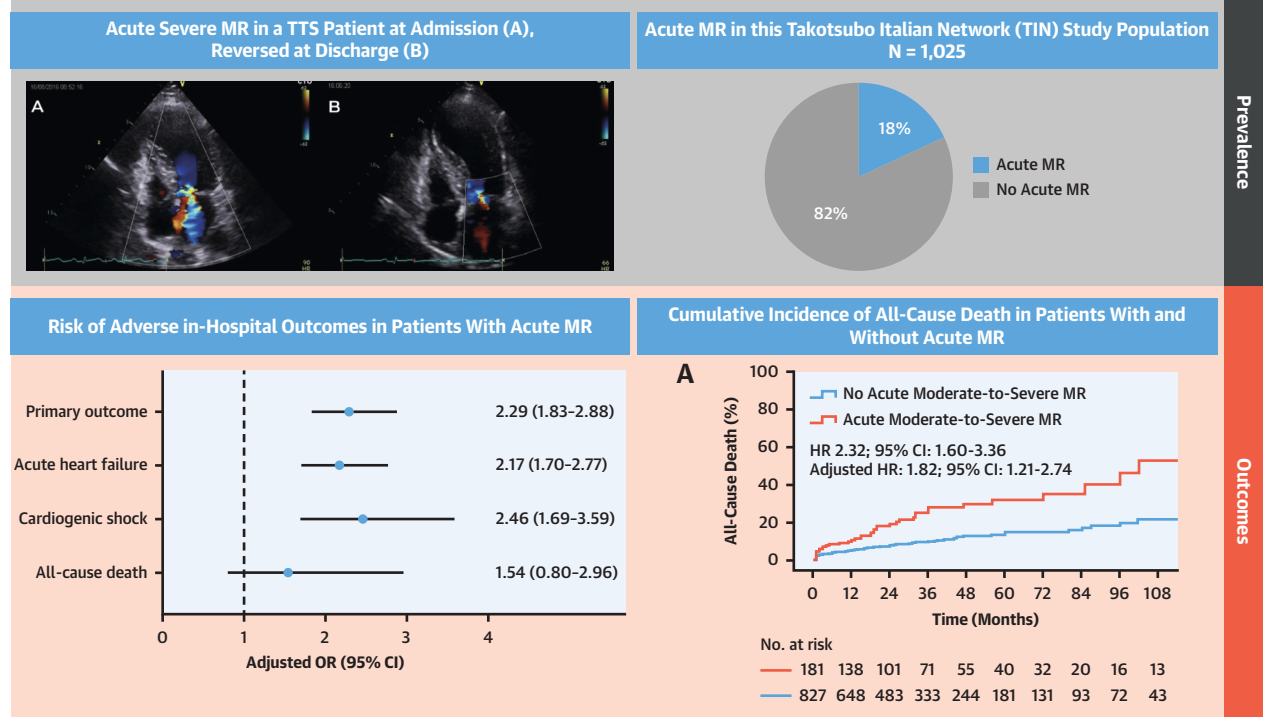 Acute Severe MR in a TTS Patient at Admission (A),
Reversed at Discharge (B)
Acute MR in this Takotsubo Italian Network (TIN) Study Population
N = 1,025
A
B
18%
82%
Acute MR
No Acute MR
Prevalence
Risk of Adverse in-Hospital Outcomes in Patients With Acute MR
Primary outcome 2.29 (1.83–2.88)
Acute heart failure 2.17 (1.70–2.77)
Cardiogenic shock 2.46 (1.69–3.59)
All-cause death 1.54 (0.80–2.96)
0 1 2 3 4
Adjusted OR (95% CI)
Cumulative Incidence of All-Cause Death in Patients With and
Without Acute MR
A
All-Cause Death (%)
100
80
60
40
20
0
No Acute Moderate-to-Severe MR
Acute Moderate-to-Severe MR
HR 2.32; 95% CI: 1.60-3.36
Adjusted HR: 1.82; 95% CI: 1.21-2.74
0 12 24 36 48 60 72 84 96 108
Time (Months)
No. at risk
181 138 101 71 55 40 32 20 16 13
827 648 483 333 244 181 131 93 72 43
Outcomes